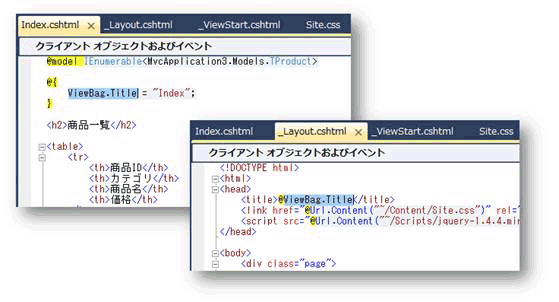 Index.cshtml × _Layout.cshtml _ViewStart.cshtml Site.css
クライアント オブジェクトおよびイベント
@model IEnumerable<MvcApplication3.Models.TProduct>
@{
ViewBag.Title = "Index";
}
<h2>商品一覧</h2>
<table>
<tr>
<th>商品ID</th>
<th>カテゴリ</th>
<th>商品名</th>
<th>価格</th>
Index.cshtml _Layout.cshtml × _ViewStart.cshtml Site.css
クライアント オブジェクトおよびイベント
<!DOCTYPE html>
<html>
<head>
<title>@ViewBag.Title</title>
<link href="@Url.Content("~/Content/Site.css")" rel="
<script src="@Url.Content("~/Scripts/jquery-1.4.4.mi
</head>
<body>
<div class="page">